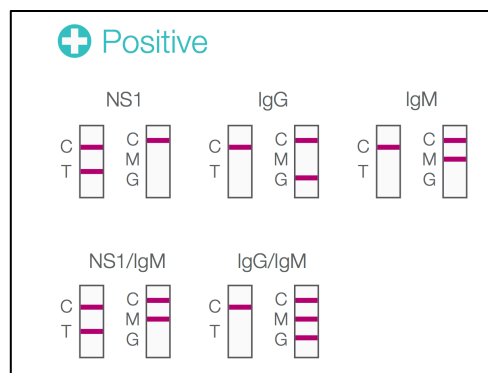 Positive
NS1 IgG IgM
C C C C C C
T M T M T M
G G G
NS1/IgM IgG/IgM
C C C C
T M T M
G G